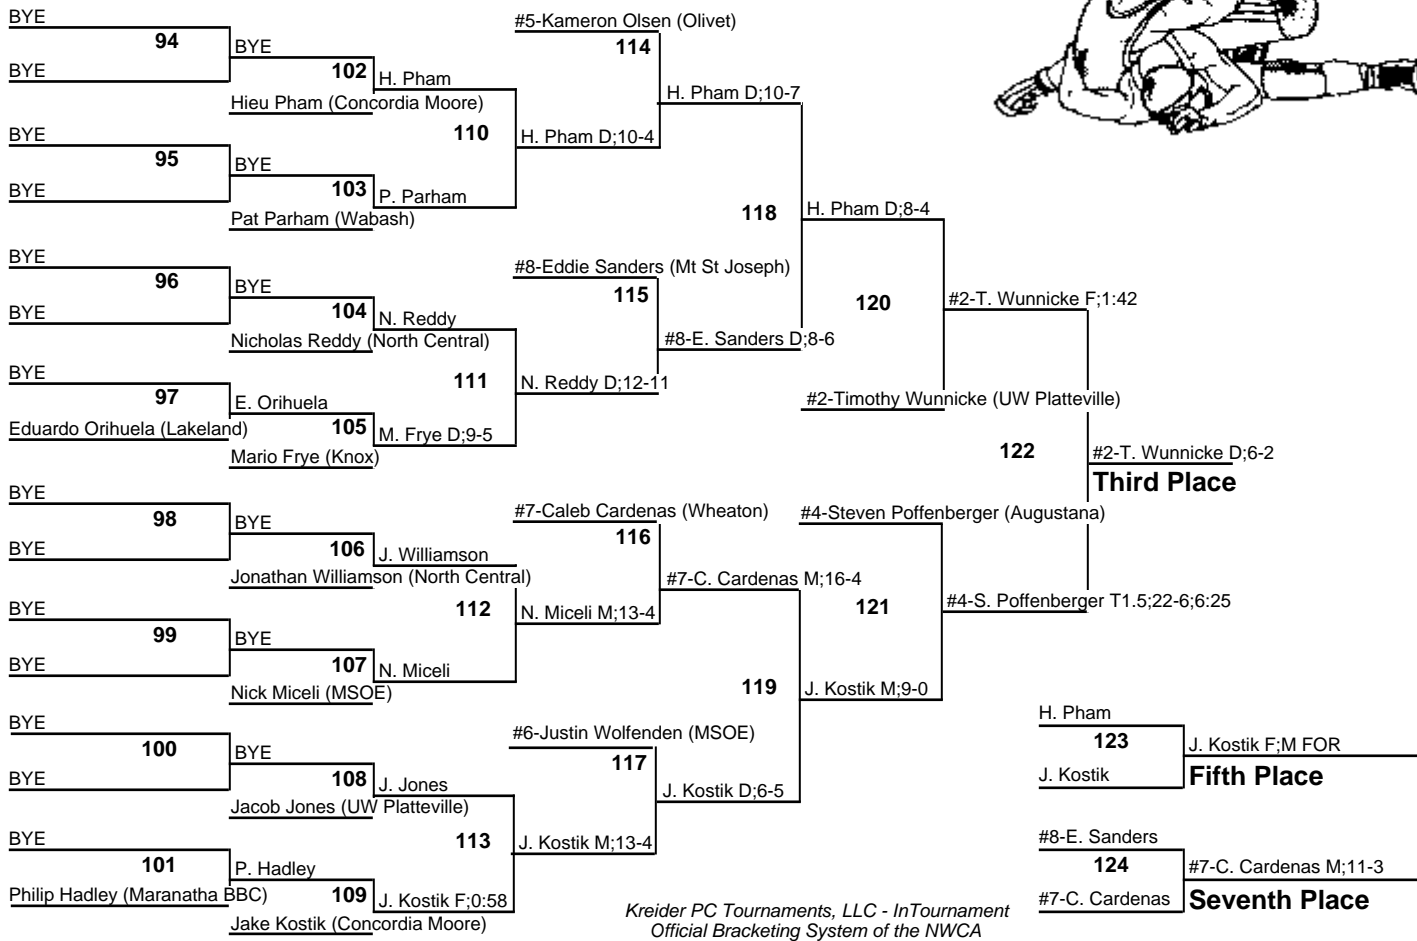 BYE
94
BYE
BYE
102
H. Pham
Hieu Pham (Concordia Moore)
110
H. Pham D;10-4
BYE
95
BYE
BYE
103
P. Parham
Pat Parham (Wabash)
#5-Kameron Olsen (Olivet)
114
H. Pham D;10-7
118
H. Pham D;8-4
BYE
96
BYE
BYE
104
N. Reddy
Nicholas Reddy (North Central)
111
N. Reddy D;12-11
BYE
97
E. Orihuela
Eduardo Orihuela (Lakeland)
105
M. Frye D;9-5
Mario Frye (Knox)
#8-Eddie Sanders (Mt St Joseph)
115
#8-E. Sanders D;8-6
120
#2-T. Wunnicke F;1:42
#2-Timothy Wunnicke (UW Platteville)
122
#2-T. Wunnicke D;6-2
Third Place
BYE
98
BYE
BYE
106
J. Williamson
Jonathan Williamson (North Central)
112
N. Miceli M;13-4
BYE
99
BYE
BYE
107
N. Miceli
Nick Miceli (MSOE)
#7-Caleb Cardenas (Wheaton)
116
#7-C. Cardenas M;16-4
#4-Steven Poffenberger (Augustana)
121
#4-S. Poffenberger T1.5;22-6;6:25
119
J. Kostik M;9-0
BYE
100
BYE
BYE
108
J. Jones
Jacob Jones (UW Platteville)
113
J. Kostik M;13-4
BYE
101
P. Hadley
Philip Hadley (Maranatha BBC)
109
J. Kostik F;0:58
Jake Kostik (Concordia Moore)
#6-Justin Wolfenden (MSOE)
117
J. Kostik D;6-5
H. Pham
123
J. Kostik F;M FOR
J. Kostik
Fifth Place
#8-E. Sanders
124
#7-C. Cardenas M;11-3
#7-C. Cardenas
Seventh Place
Kreider PC Tournaments, LLC - InTournament
Official Bracketing System of the NWCA